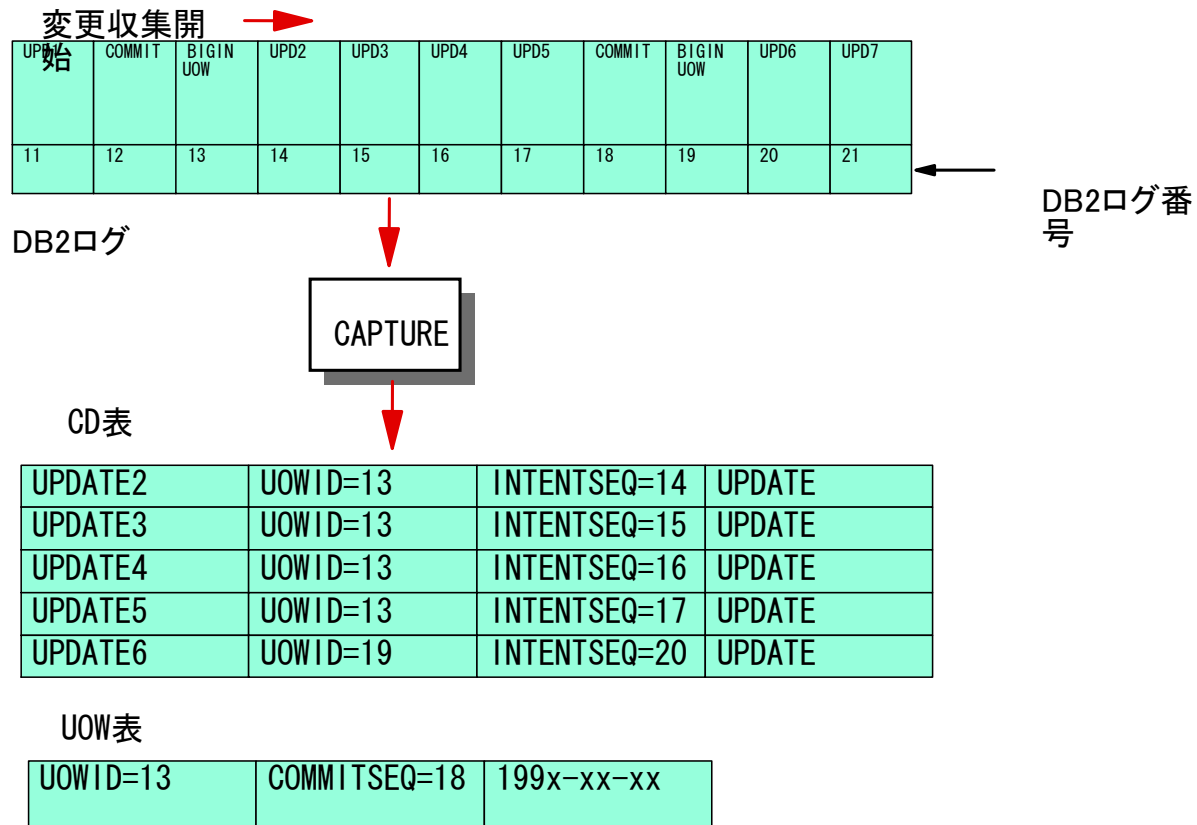 変更収集開
始
UPD1 COMMIT BIGIN UPD2 UPD3 UPD4 UPD5 COMMIT BIGIN UPD6 UPD7
UOW UOW
11 12 13 14 15 16 17 18 19 20 21
DB2ログ番
号
DB2ログ
CAPTURE
CD表
UPDATE2 UOWID=13 INTENTSEQ=14 UPDATE
UPDATE3 UOWID=13 INTENTSEQ=15 UPDATE
UPDATE4 UOWID=13 INTENTSEQ=16 UPDATE
UPDATE5 UOWID=13 INTENTSEQ=17 UPDATE
UPDATE6 UOWID=19 INTENTSEQ=20 UPDATE
UOW表
UOWID=13 COMMITSEQ=18 199x-xx-xx